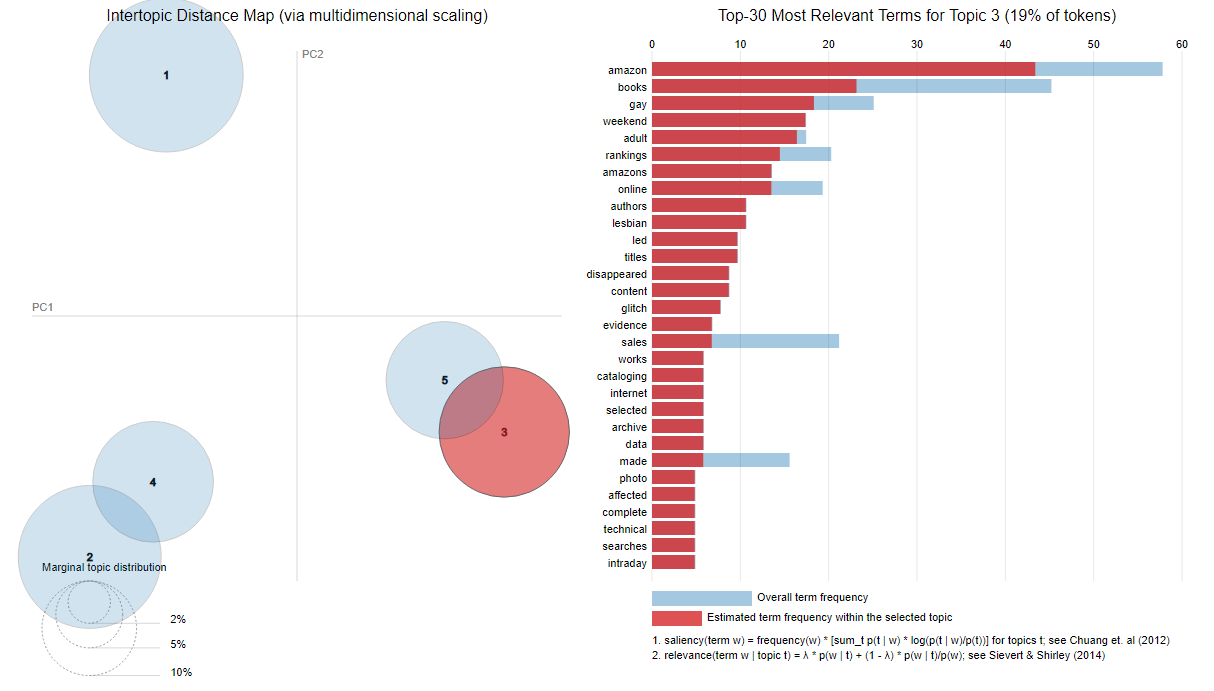 Intertopic Distance Map (via multidimensional scaling)
PC2
PC1
1
5
3
4
2
Marginal topic distribution
2%
5%
10%
Top-30 Most Relevant Terms for Topic 3 (19% of tokens)
0 10 20 30 40 50 60
amazon
books
gay
weekend
adult
rankings
amazons
online
authors
lesbian
led
titles
disappeared
content
glitch
evidence
sales
works
cataloging
internet
selected
archive
data
made
photo
affected
complete
technical
searches
intraday
Overall term frequency
Estimated term frequency within the selected topic
1. saliency(term w) = frequency(w) * [sum_t p(t | w) * log(p(t | w)/p(t))] for topics t; see Chuang et. al (2012)
2. relevance(term w | topic t) = λ * p(w | t) + (1 - λ) * p(w | t)/p(w); see Sievert & Shirley (2014)